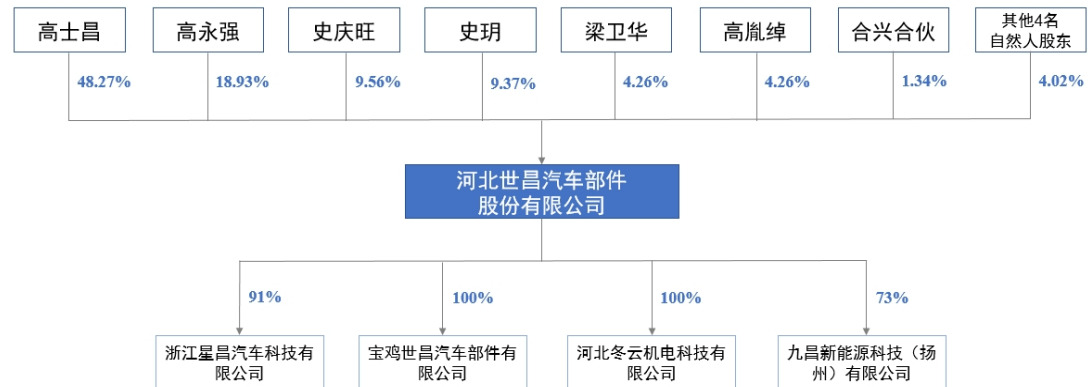 高士昌
高永强
史庆旺
史玥
梁卫华
高胤绰
合兴合伙
其他4名
自然人股东
48.27%
18.93%
9.56%
9.37%
4.26%
4.26%
1.34%
4.02%
河北世昌汽车部件
股份有限公司
91%
100%
100%
73%
浙江星昌汽车科技有
限公司
宝鸡世昌汽车部件有
限公司
河北冬云机电科技有
限公司
九昌新能源科技（扬
州）有限公司